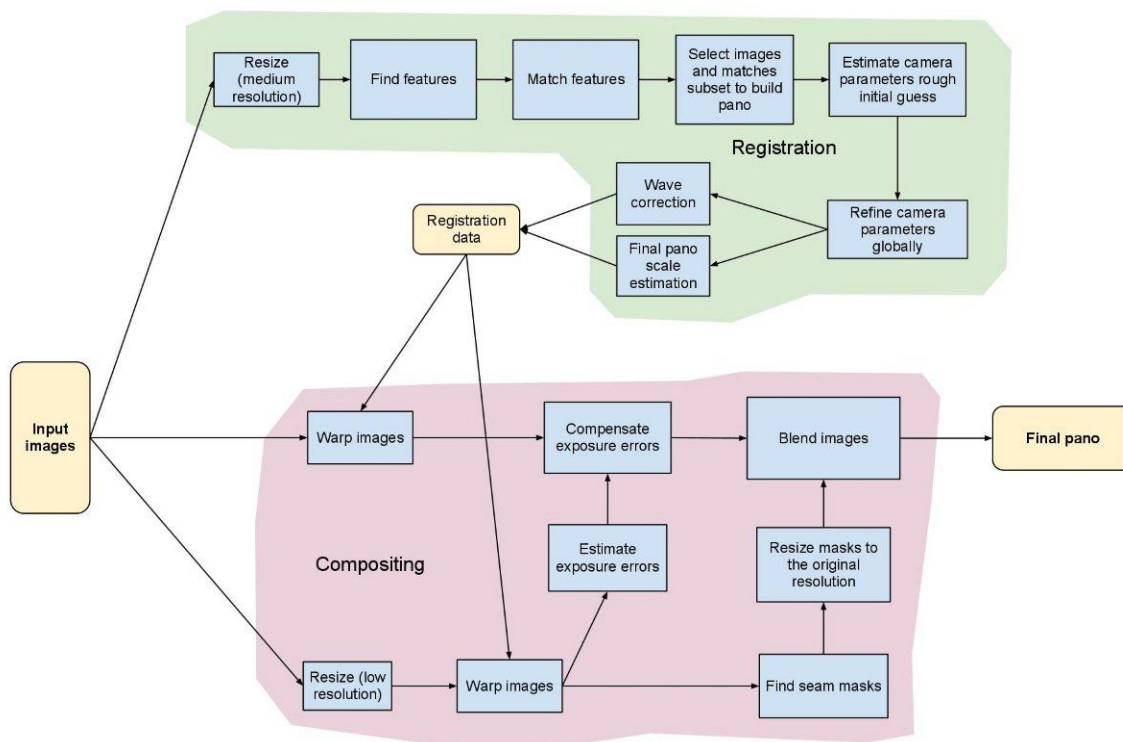 Resize
(medium
resolution)
Find features
Match features
Select images
and matches
subset to build
pano
Estimate camera
parameters rough
initial guess
Registration
Wave
correction
Refine camera
parameters
globally
Registration
data
Final pano
scale
estimation
Input
images
Warp images
Compensate
exposure errors
Blend images
Final pano
Compositing
Estimate
exposure errors
Resize masks to
the original
resolution
Resize (low
resolution)
Warp images
Find seam masks